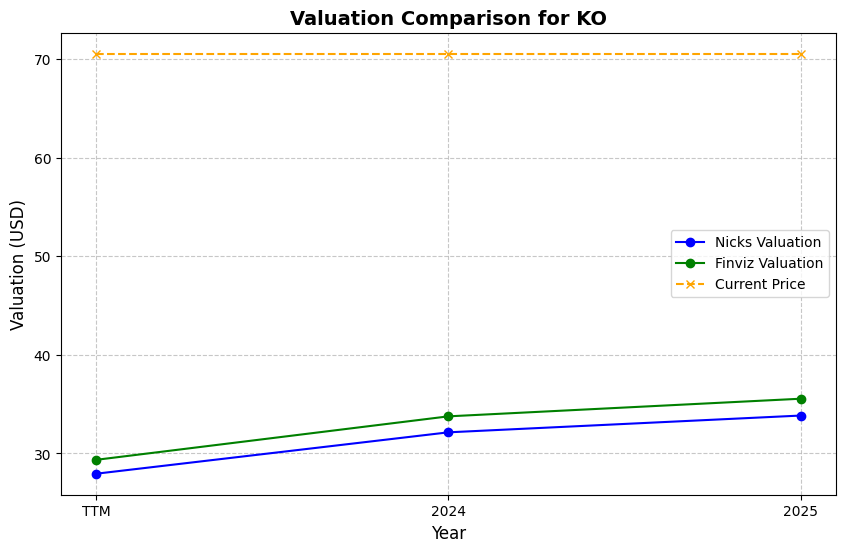 Valuation Comparison for KO
Valuation (USD)
70
60
50
40
30
Nicks Valuation
Finviz Valuation
Current Price
TTM
2024
2025
Year